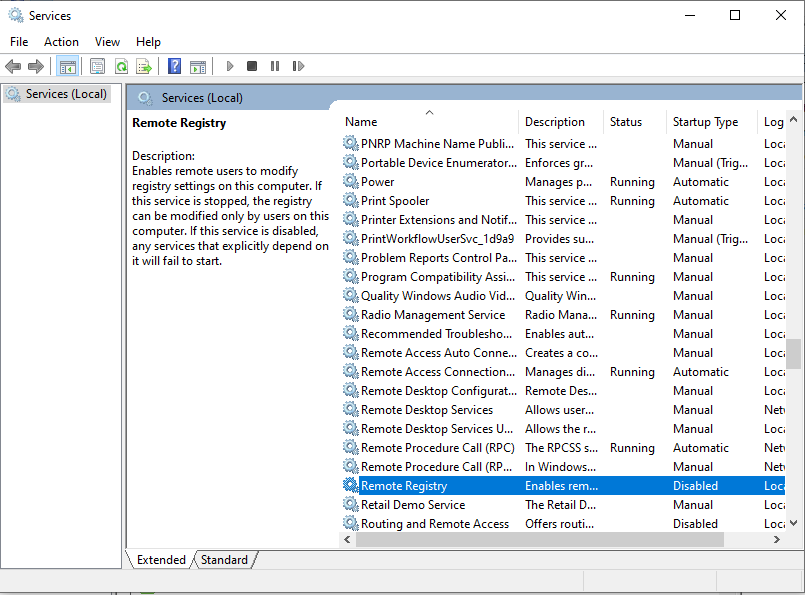 Services
File Action View Help
Services (Local)
Services (Local)
Remote Registry
Description:
Enables remote users to modify
registry settings on this computer. If
this service is stopped, the registry
can be modified only by users on this
computer. If this service is disabled,
any services that explicitly depend on
it will fail to start.
Name Description Status Startup Type Log
PNRP Machine Name Publi... This service ... Manual Loca
Portable Device Enumerator... Enforces gr... Manual (Trig... Loca
Power Manages p... Running Automatic Loca
Print Spooler This service ... Running Automatic Loca
Printer Extensions and Notif... This service ... Manual Loca
PrintWorkflowUserSvc_1d9a9 Provides su... Manual (Trig... Loca
Problem Reports Control Pa... This service ... Manual Loca
Program Compatibility Assi... This service ... Running Manual Loca
Quality Windows Audio Vid... Quality Win... Manual Loca
Radio Management Service Radio Mana... Running Manual Loca
Recommended Troublesho... Enables aut... Manual Loca
Remote Access Auto Conne... Creates a co... Manual Loca
Remote Access Connection... Manages di... Running Automatic Loca
Remote Desktop Configurat... Remote Des... Manual Loca
Remote Desktop Services Allows user... Manual Netw
Remote Desktop Services U... Allows the r... Manual Loca
Remote Procedure Call (RPC) The RPCSS s... Running Automatic Netw
Remote Procedure Call (RP... In Windows... Manual Netw
Remote Registry Enables rem... Disabled Loca
Retail Demo Service The Retail D... Manual Loca
Routing and Remote Access Offers routi... Disabled Loca
Extended Standard